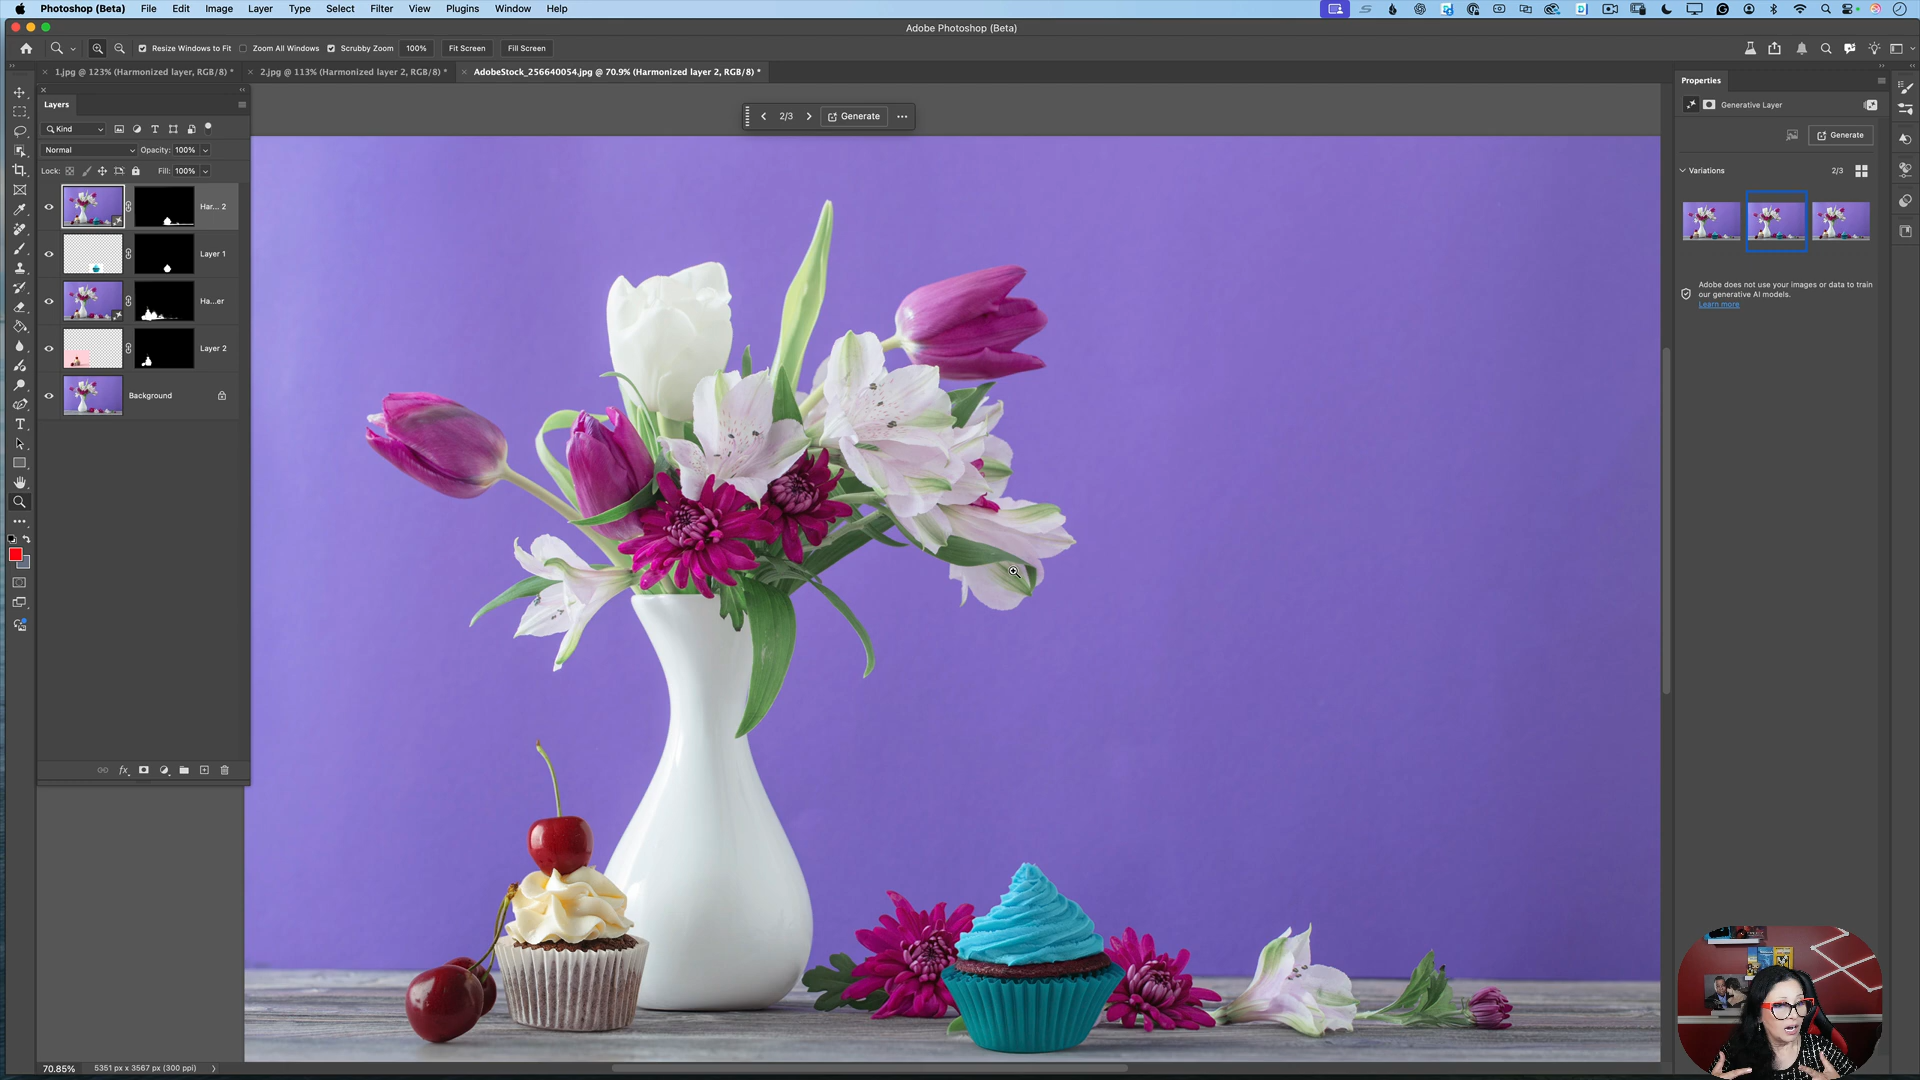 Photoshop (Beta) File Edit Image Layer Type Select Filter View Plugins Window Help
Adobe Photoshop (Beta)
Resize Windows to Fit Zoom All Windows Scrubby Zoom 100% Fit Screen Fill Screen
1.jpg @ 123% (Harmonized layer, RGB/8) * 2.jpg @ 113% (Harmonized layer 2, RGB/8) * AdobeStock_256640054.jpg @ 70.9% (Harmonized layer 2, RGB/8) *
Layers
Kind
Normal Opacity: 100%
Lock: Fill: 100%
Har... 2
Layer 1
Ha...er
Layer 2
Background
2/3 Generate
Properties
Generative Layer
Generate
Variations 2/3
Adobe does not use your images or data to train
our generative AI models.
Learn more
70.85% 5351 px x 3567 px (300 ppi)